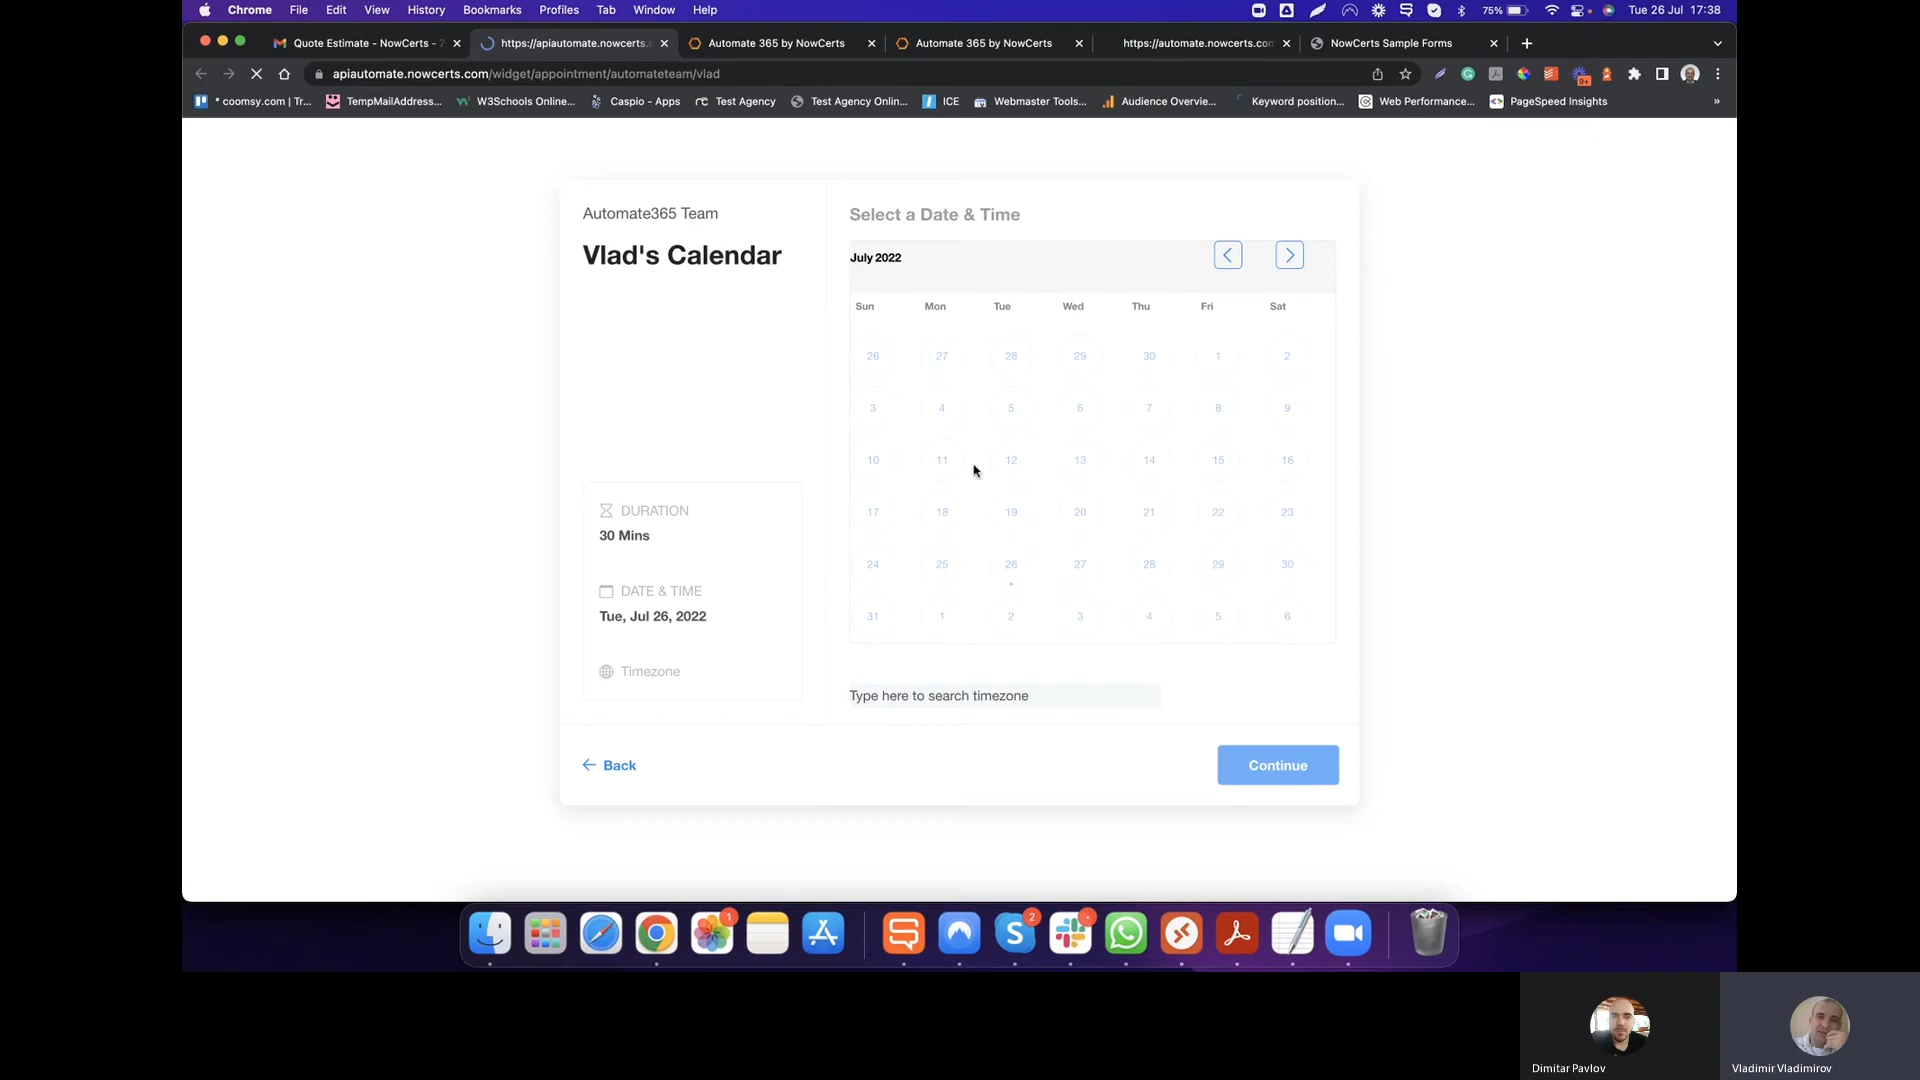 Chrome File Edit View History Bookmarks Profiles Tab Window Help
75% Tue 26 Jul 17:38
Quote Estimate - NowCerts - 7
https://apiautomate.nowcerts.c
Automate 365 by NowCerts
Automate 365 by NowCerts
https://automate.nowcerts.com
NowCerts Sample Forms
apiautomate.nowcerts.com/widget/appointment/automateteam/vlad
* coomsy.com | Tr...
TempMailAddress...
W3Schools Online...
Caspio - Apps
Test Agency
Test Agency Onlin...
ICE
Webmaster Tools...
Audience Overvie...
Keyword position...
Web Performance...
PageSpeed Insights
»
Automate365 Team
Vlad's Calendar
DURATION
30 Mins
DATE & TIME
Tue, Jul 26, 2022
Timezone
Select a Date & Time
July 2022
Sun Mon Tue Wed Thu Fri Sat
26 27 28 29 30 1 2
3 4 5 6 7 8 9
10 11 12 13 14 15 16
17 18 19 20 21 22 23
24 25 26 27 28 29 30
31 1 2 3 4 5 6
Type here to search timezone
Back
Continue
1
2
Dimitar Pavlov
Vladimir Vladimirov